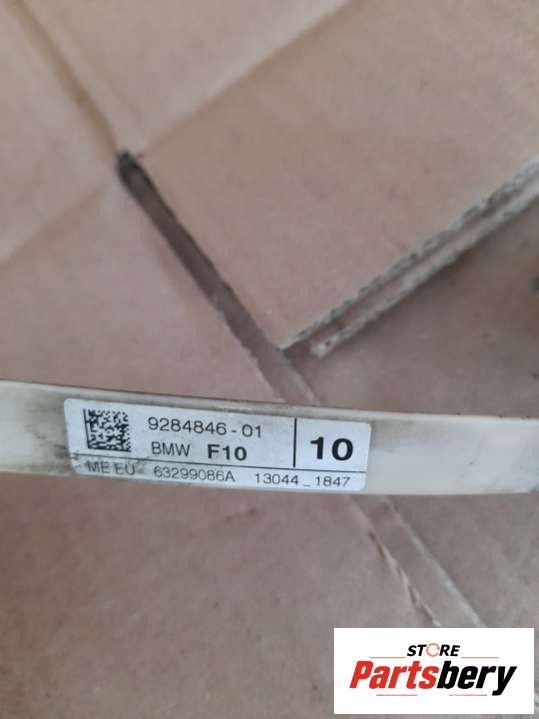 9284846-01
BMW F10
10
ME EU 63299086A 13044_1847
STORE
Partsbery